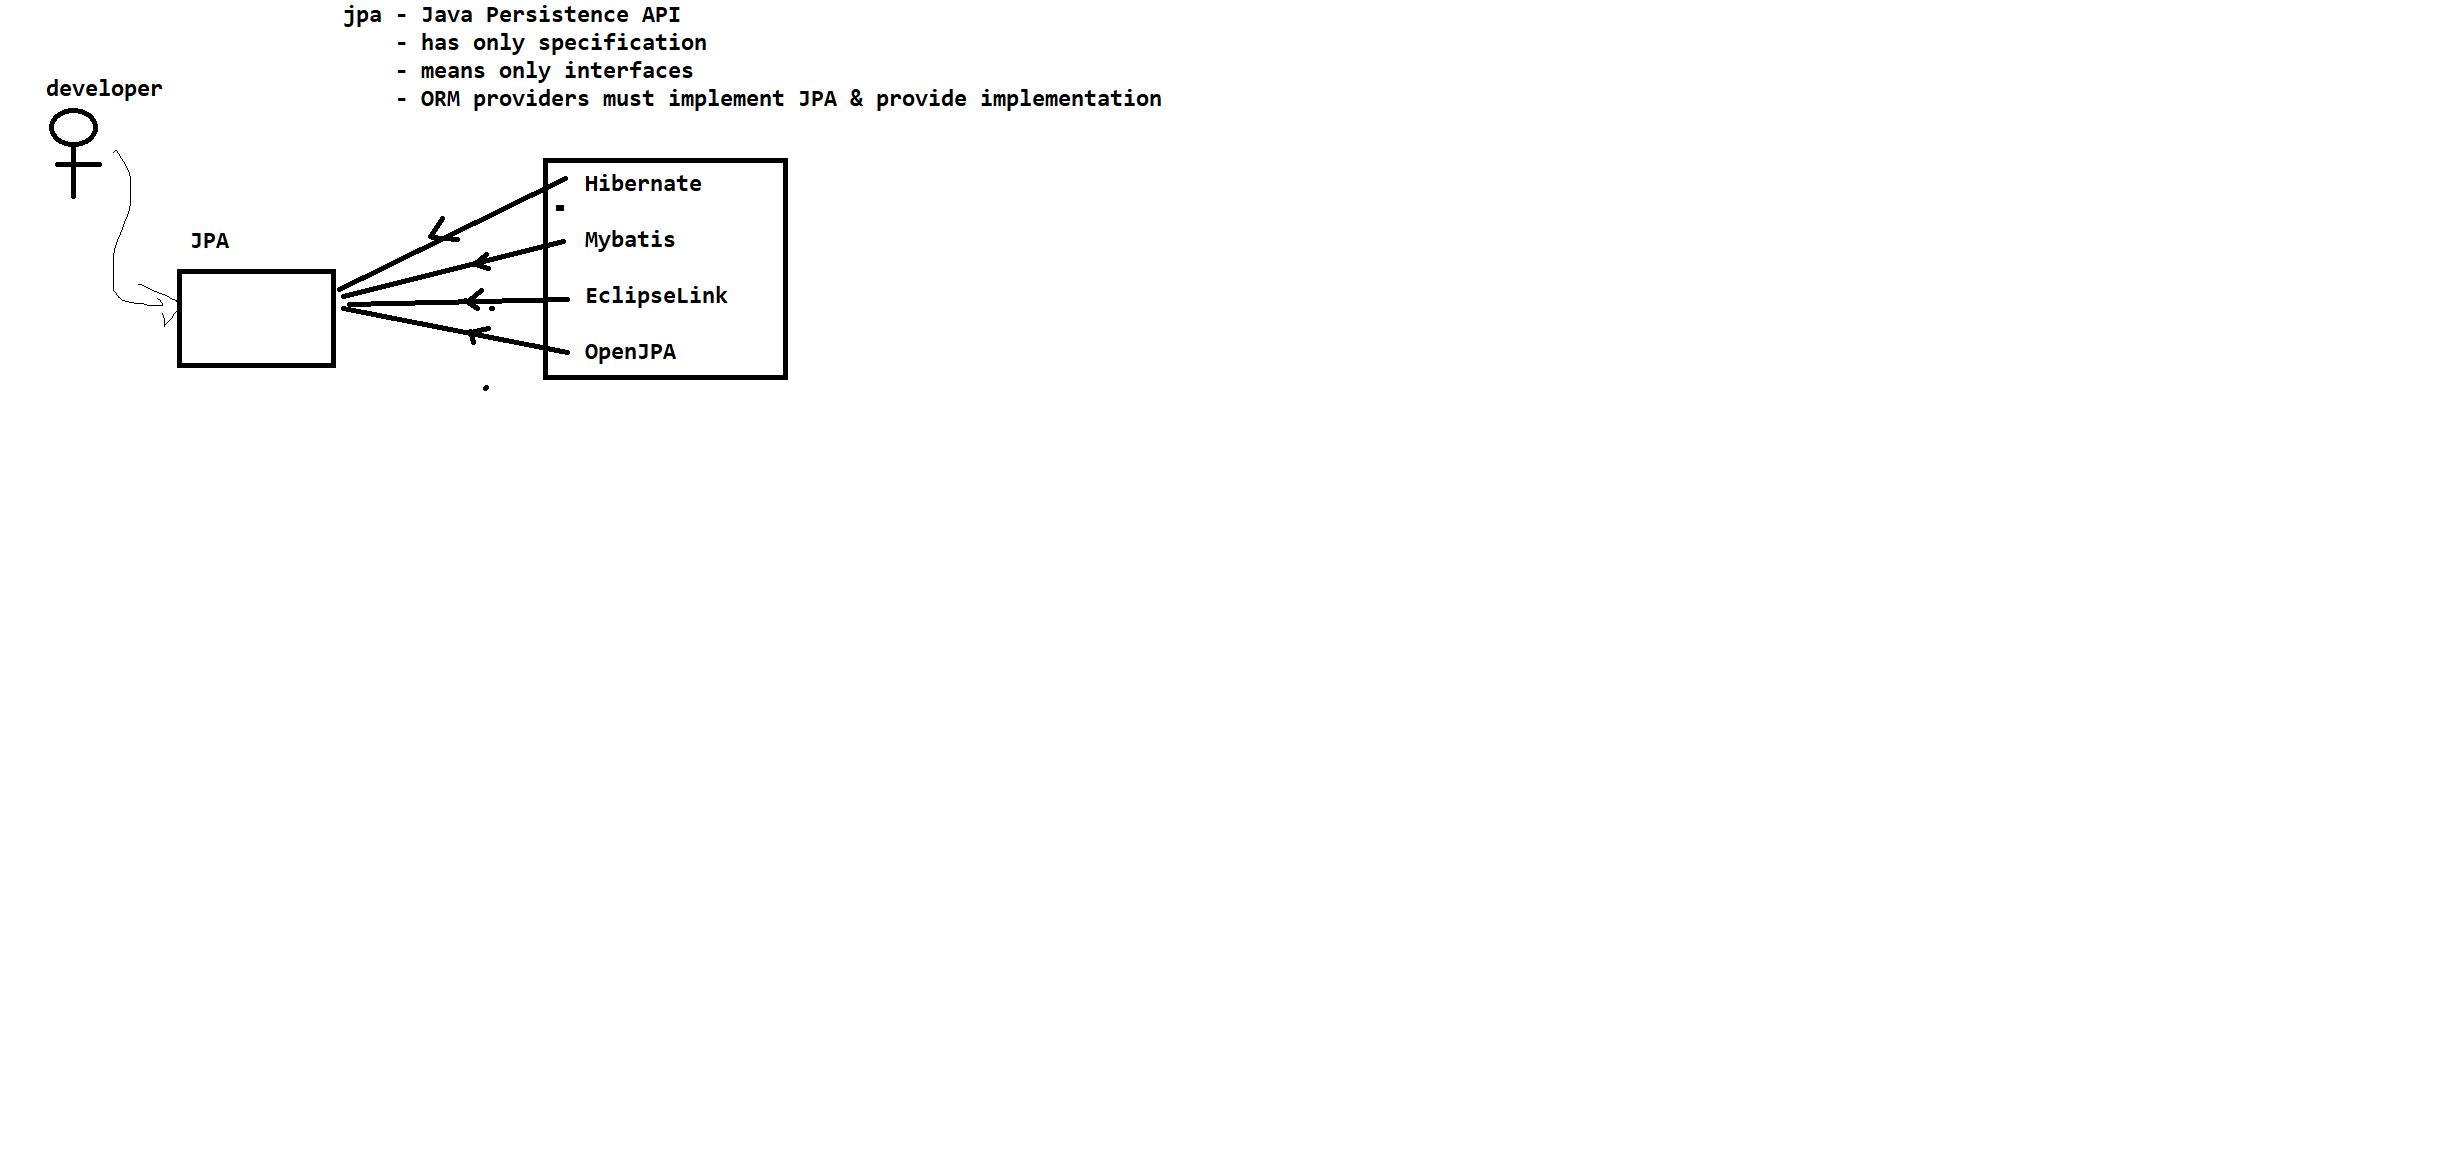 jpa - Java Persistence API
- has only specification
- means only interfaces
- ORM providers must implement JPA & provide implementation
developer
JPA
Hibernate
Mybatis
EclipseLink
OpenJPA